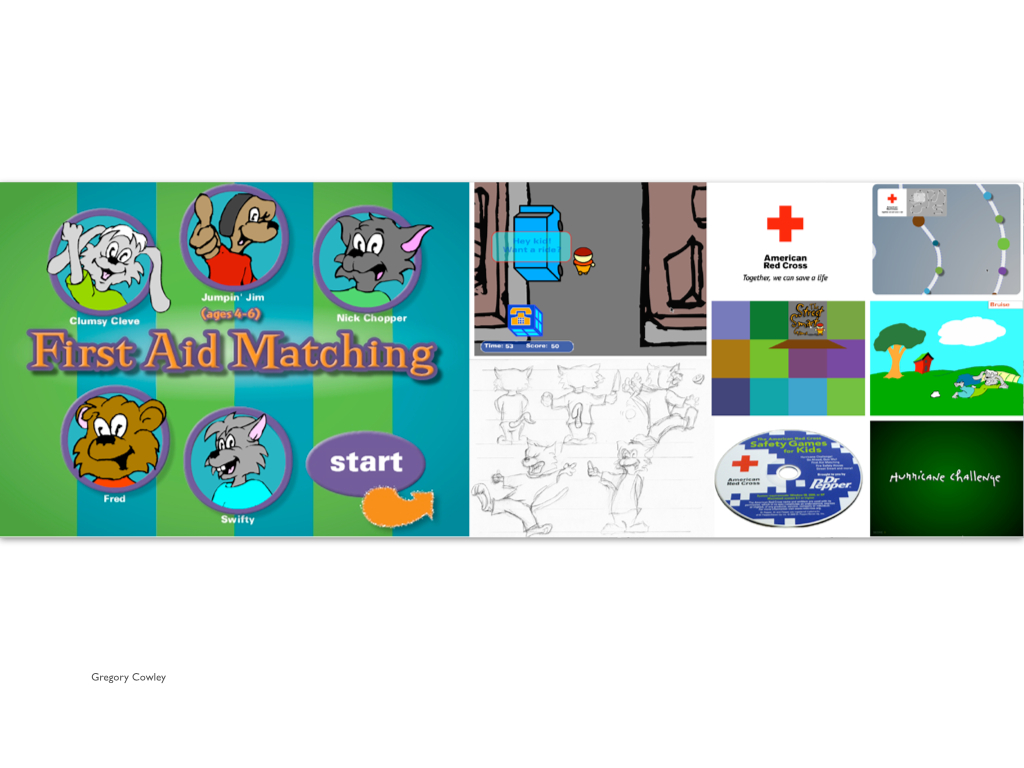 Jumpin' Jim
Clumsy Cleve
Nick Chopper
(ages 4-6)
First Aid Matching
Fred
Swifty
start
Hey kid!
Want a ride?
Time: 53 Score: 50
American
Red Cross
Together, we can save a life
Bruise
The American Red Cross
Safety Games
for Kids
American
Red Cross
Dr Pepper
Hurricane Challenge
Gregory Cowley